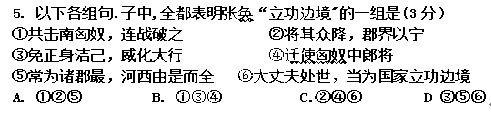 5. 以下各组句.子中,全都表明张奂“立功边境"的一组是(3分)
①共击南匈奴，连战破之 ②将其众降，郡界以宁
③免正身洁己，威化大行 ④迁使匈奴中郎将
⑤常为诸郡最，河西由是而全 ⑥大丈夫处世，当为国家立功边境
A. ①②⑤ B. ①③④ C.②④⑥ D ③⑤⑥